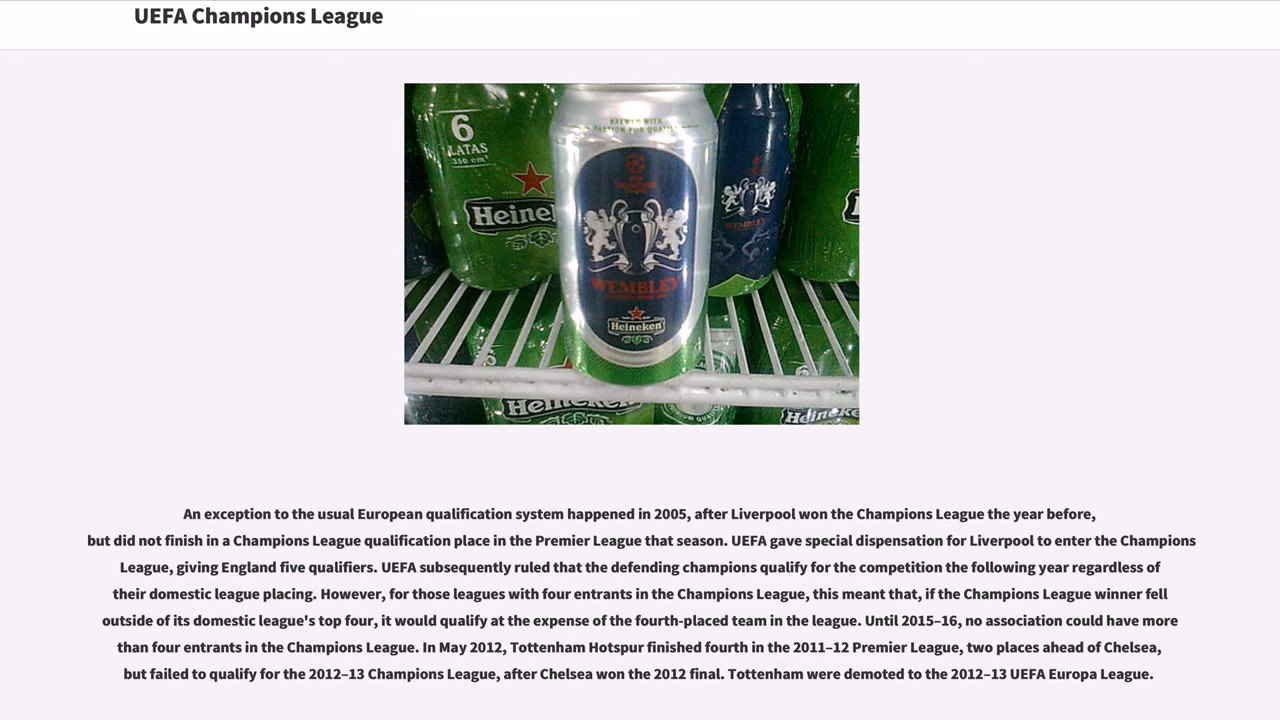 UEFA Champions League
BREWED WITH
PASSION FOR QUALITY
6
LATAS
350 cm³
Heine
WEMBLEY
Heineken
WEMBLEY
Heineken
Heineke
An exception to the usual European qualification system happened in 2005, after Liverpool won the Champions League the year before,
but did not finish in a Champions League qualification place in the Premier League that season. UEFA gave special dispensation for Liverpool to enter the Champions
League, giving England five qualifiers. UEFA subsequently ruled that the defending champions qualify for the competition the following year regardless of
their domestic league placing. However, for those leagues with four entrants in the Champions League, this meant that, if the Champions League winner fell
outside of its domestic league's top four, it would qualify at the expense of the fourth-placed team in the league. Until 2015–16, no association could have more
than four entrants in the Champions League. In May 2012, Tottenham Hotspur finished fourth in the 2011–12 Premier League, two places ahead of Chelsea,
but failed to qualify for the 2012–13 Champions League, after Chelsea won the 2012 final. Tottenham were demoted to the 2012–13 UEFA Europa League.